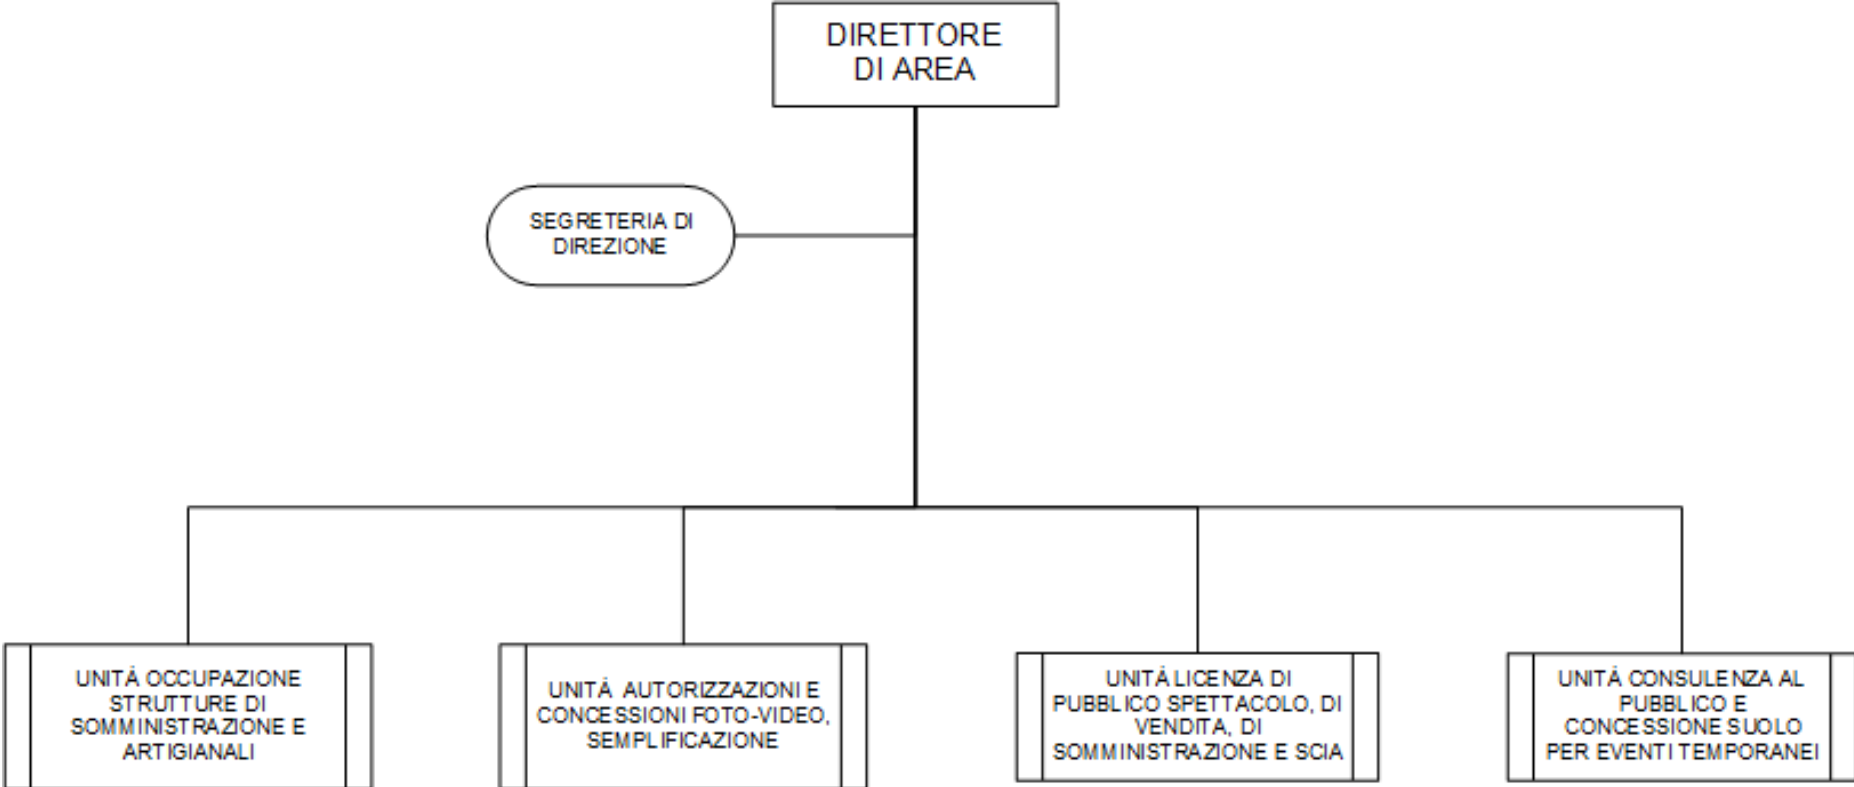 DIRETTORE
DI AREA
SEGRETERIA DI
DIREZIONE
UNITÀ OCCUPAZIONE
STRUTTURE DI
SOMMINISTRAZIONE E
ARTIGIANALI
UNITÀ AUTORIZZAZIONI E
CONCESSIONI FOTO-VIDEO,
SEMPLIFICAZIONE
UNITÀ LICENZA DI
PUBBLICO SPETTACOLO, DI
VENDITA, DI
SOMMINISTRAZIONE E SCIA
UNITÀ CONSULENZA AL
PUBBLICO E
CONCESSIONE SUOLO
PER EVENTI TEMPORANEI